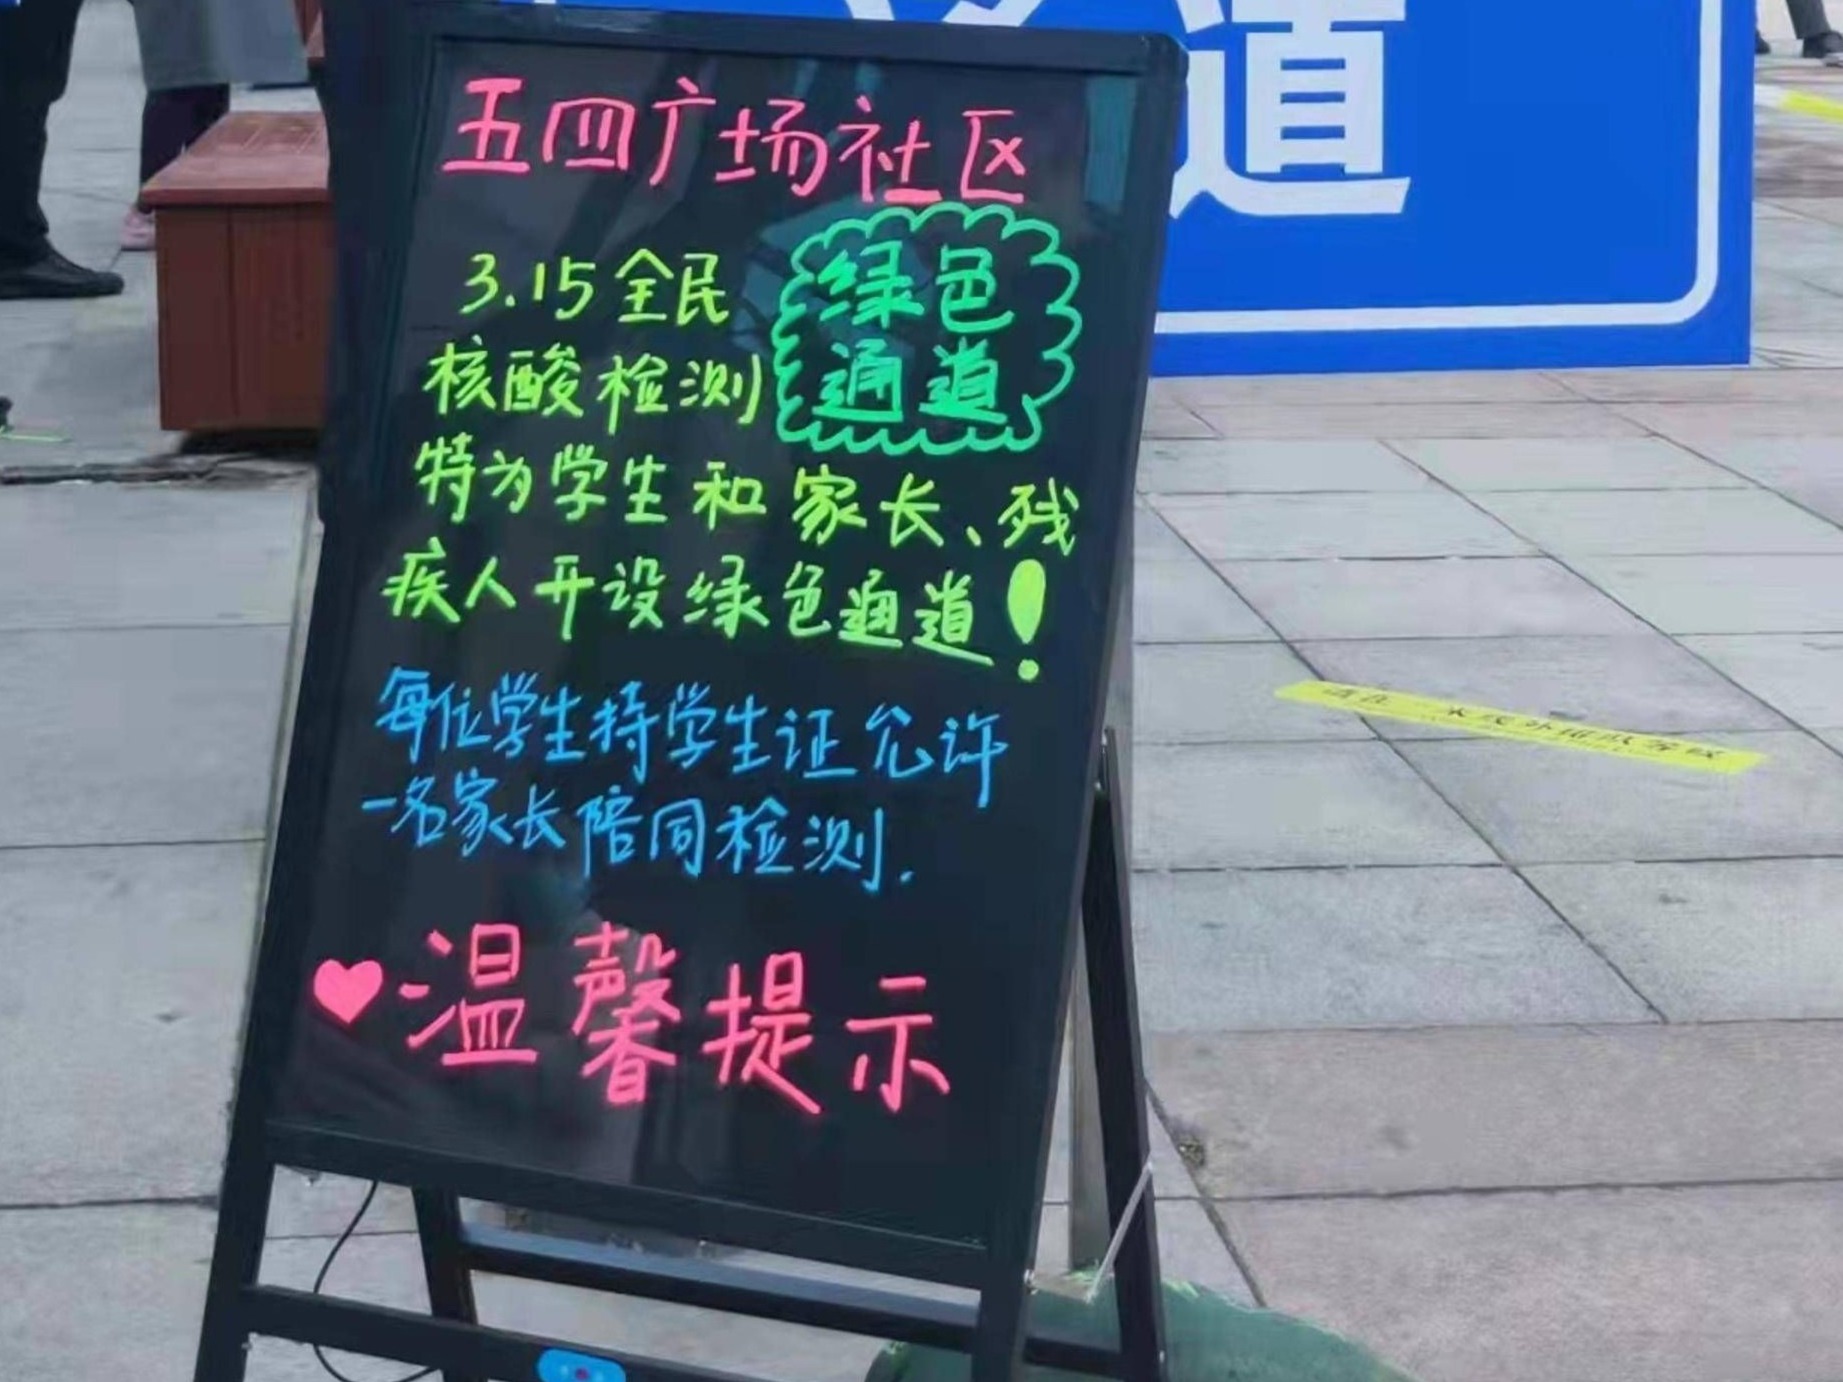 五四广场社区
3.15全民
核酸检测
绿色
通道
特为学生和家长、残
疾人开设绿色通道！
每位学生持学生证允许
一名家长陪同检测.
温馨提示
道